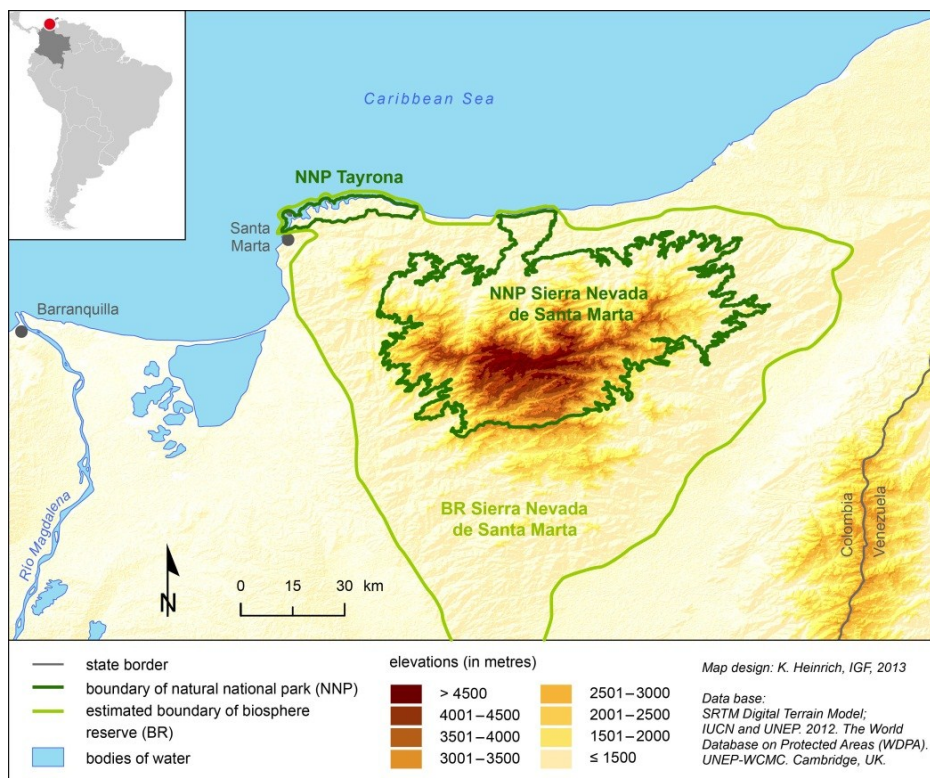 Caribbean Sea
NNP Tayrona
Santa
Marta
Barranquilla
NNP Sierra Nevada
de Santa Marta
BR Sierra Nevada
de Santa Marta
Rio Magdalena
Colombia
Venezuela
N
0 15 30 km
state border
boundary of natural national park (NNP)
estimated boundary of biosphere
reserve (BR)
bodies of water
elevations (in metres)
> 4500
4001–4500
3501–4000
3001–3500
2501–3000
2001–2500
1501–2000
≤ 1500
Map design: K. Heinrich, IGF, 2013
Data base:
SRTM Digital Terrain Model;
IUCN and UNEP. 2012. The World
Database on Protected Areas (WDPA).
UNEP-WCMC. Cambridge, UK.